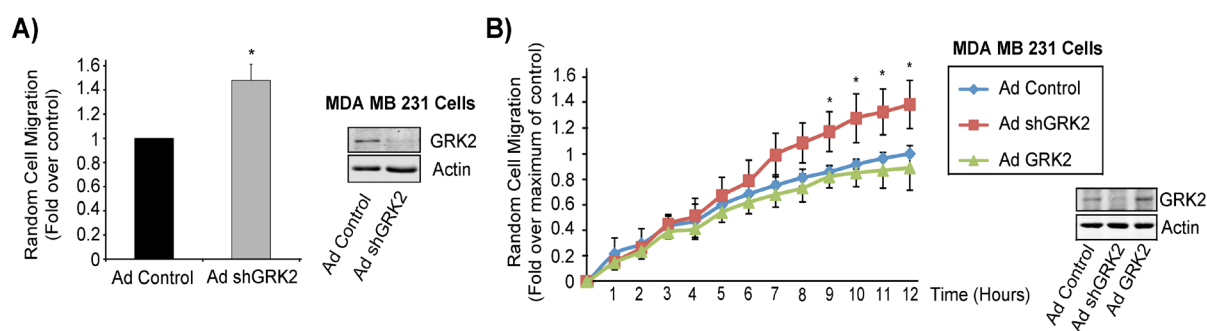 A)
Random Cell Migration
(Fold over control)
1.6
1.4
1.2
1
0.8
0.6
0.4
0.2
0
*
Ad Control
Ad shGRK2
MDA MB 231 Cells
GRK2
Actin
Ad Control
Ad shGRK2
B)
Random Cell Migration
(Fold over maximum of control)
1.6
1.4
1.2
1
0.8
0.6
0.4
0.2
0
* * * *
1 2 3 4 5 6 7 8 9 10 11 12 Time (Hours)
MDA MB 231 Cells
Ad Control
Ad shGRK2
Ad GRK2
GRK2
Actin
Ad Control
Ad shGRK2
Ad GRK2